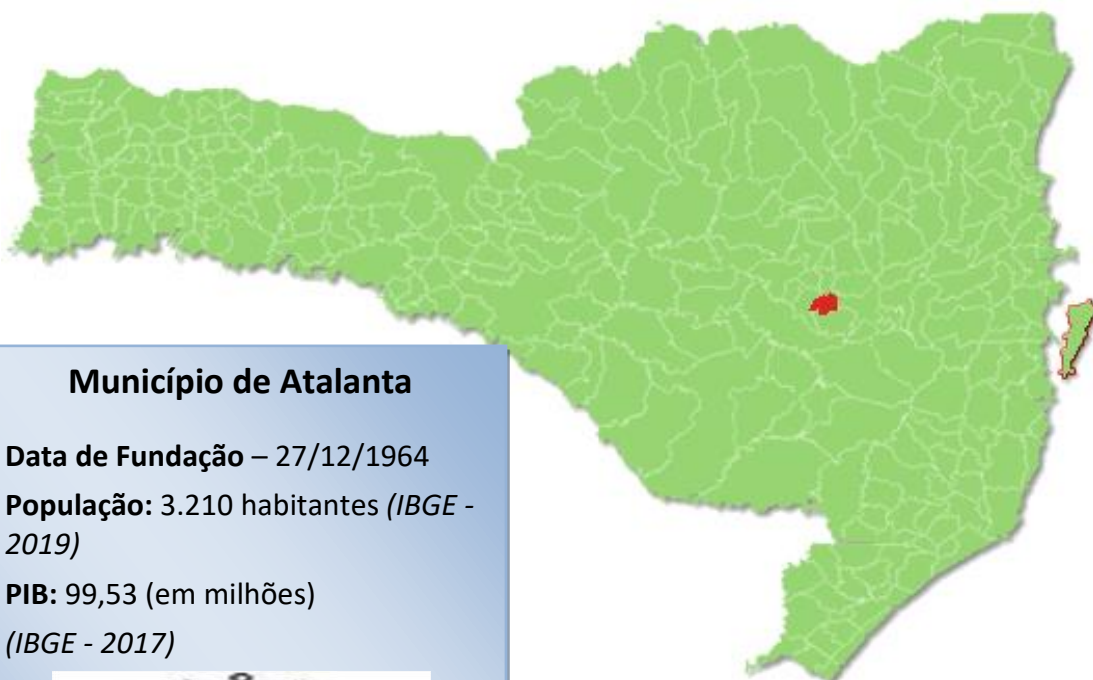 Município de Atalanta
Data de Fundação – 27/12/1964
População: 3.210 habitantes (IBGE -
2019)
PIB: 99,53 (em milhões)
(IBGE - 2017)